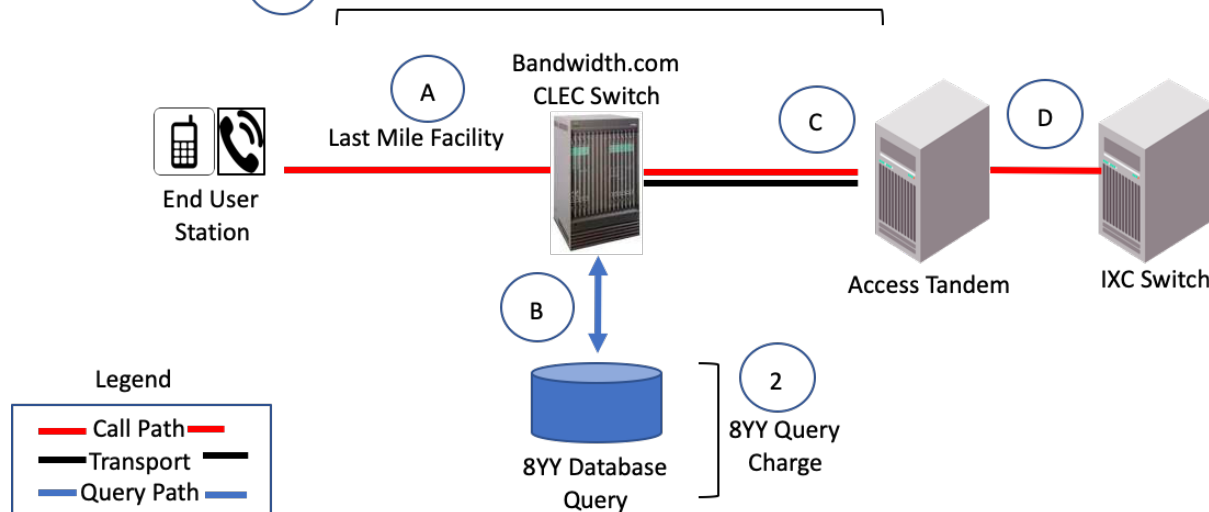 Bandwidth.com
CLEC Switch
A
C
D
Last Mile Facility
End User
Station
Access Tandem
IXC Switch
B
2
8YY Query
Charge
8YY Database
Query
Legend
Call Path
Transport
Query Path